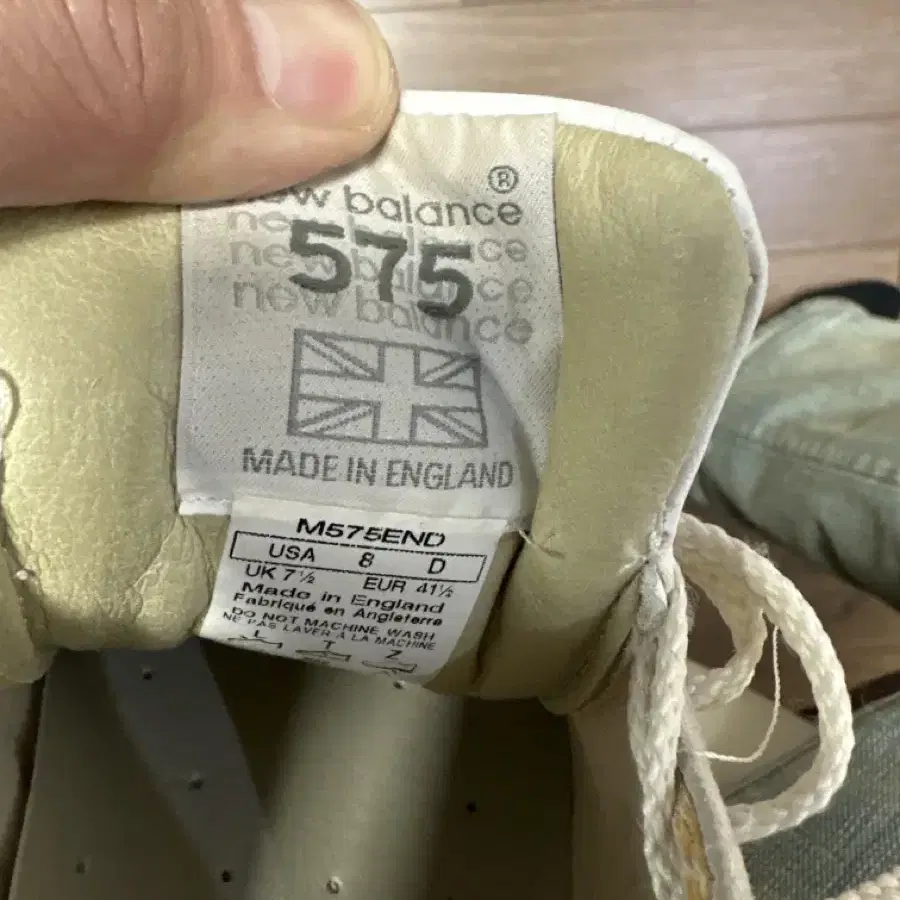 ®
new balance
new balance
575
new balance
new balance
MADE IN ENGLAND
M575END
USA 8 D
UK 7½ EUR 41½
Made in England
Fabriqué en Angleterre
DO NOT MACHINE WASH
NE PAS LAVER À LA MACHINE
L T Z